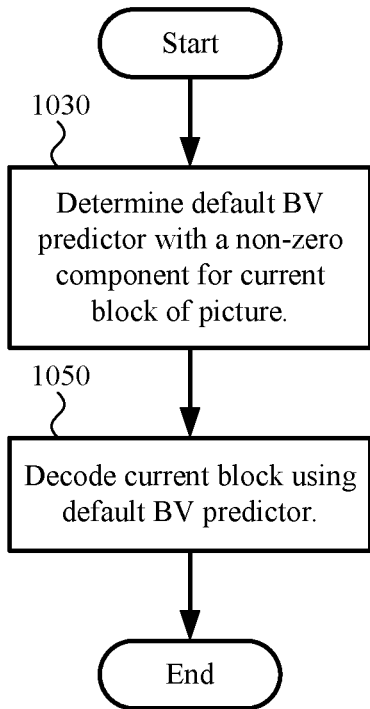 Start
1030
Determine default BV
predictor with a non-zero
component for current
block of picture.
1050
Decode current block using
default BV predictor.
End